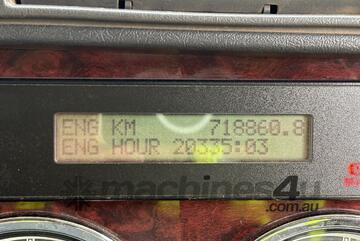 ENG KM 718860.8
ENG HOUR 20335:03
machines4u
.com.au